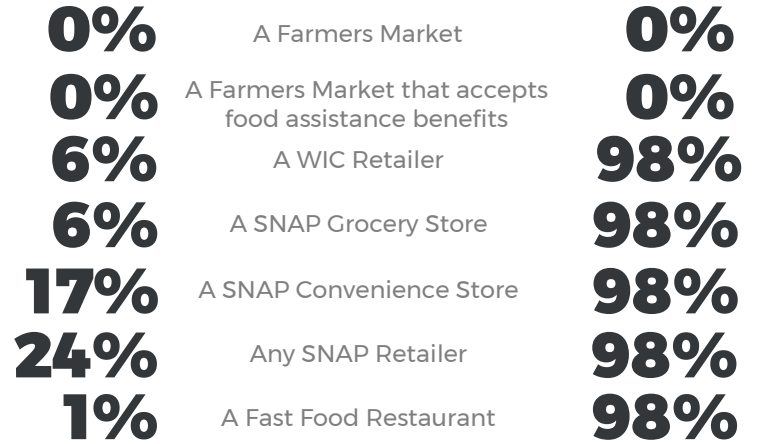 0% A Farmers Market 0%
0% A Farmers Market that accepts 0%
food assistance benefits
6% A WIC Retailer 98%
6% A SNAP Grocery Store 98%
17% A SNAP Convenience Store 98%
24% Any SNAP Retailer 98%
1% A Fast Food Restaurant 98%